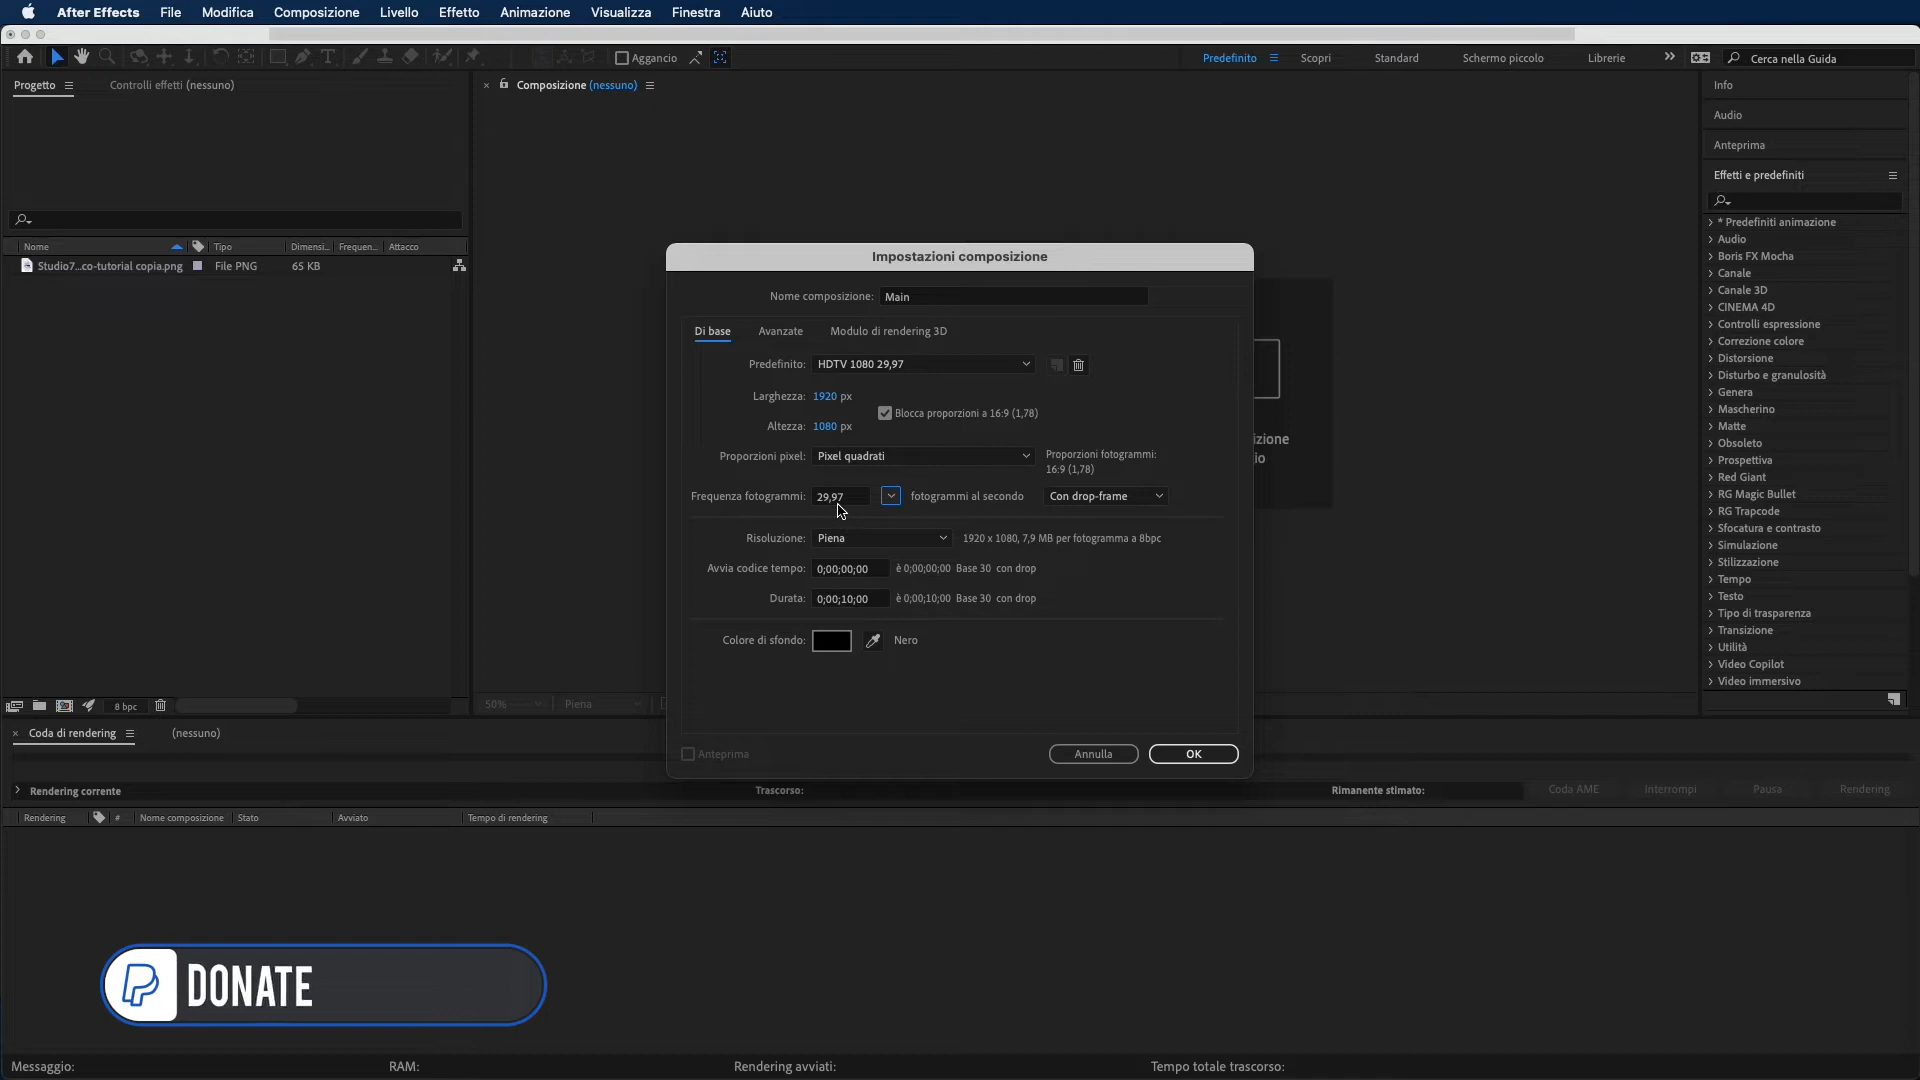 After Effects File Modifica Composizione Livello Effetto Animazione Visualizza Finestra Aiuto
Aggancio
Predefinito Scopri Standard Schermo piccolo Librerie Cerca nella Guida
Progetto Controlli effetti (nessuno)
Composizione (nessuno)
Info
Audio
Anteprima
Effetti e predefiniti
Nome Tipo Dimensi... Frequen... Attacco
Studio7...co-tutorial copia.png File PNG 65 KB
* Predefiniti animazione
Audio
Boris FX Mocha
Canale
Canale 3D
CINEMA 4D
Controlli espressione
Correzione colore
Distorsione
Disturbo e granulosità
Genera
Mascherino
Matte
Obsoleto
Prospettiva
Red Giant
RG Magic Bullet
RG Trapcode
Sfocatura e contrasto
Simulazione
Stilizzazione
Tempo
Testo
Tipo di trasparenza
Transizione
Utilità
Video Copilot
Video immersivo
Impostazioni composizione
Nome composizione: Main
Di base Avanzate Modulo di rendering 3D
Predefinito: HDTV 1080 29,97
Larghezza: 1920 px
Blocca proporzioni a 16:9 (1,78)
Altezza: 1080 px
Proporzioni pixel: Pixel quadrati
Proporzioni fotogrammi:
16:9 (1,78)
Frequenza fotogrammi: 29,97 fotogrammi al secondo Con drop-frame
Risoluzione: Piena 1920 x 1080, 7,9 MB per fotogramma a 8bpc
Avvia codice tempo: 0;00;00;00 è 0;00;00;00 Base 30 con drop
Durata: 0;00;10;00 è 0;00;10;00 Base 30 con drop
Colore di sfondo: Nero
Anteprima Annulla OK
izione
io
8 bpc
50% Piena
Coda di rendering (nessuno)
Rendering corrente Trascorso: Rimanente stimato: Coda AME Interrompi Pausa Rendering
Rendering # Nome composizione Stato Avviato Tempo di rendering
DONATE
Messaggio: RAM: Rendering avviati: Tempo totale trascorso: